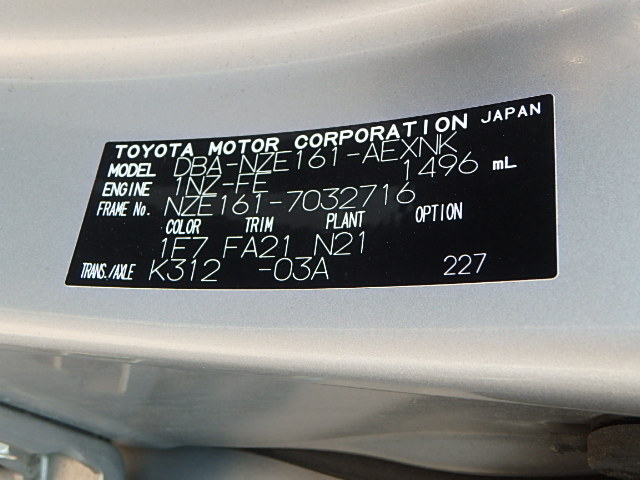 TOYOTA MOTOR CORPORATION JAPAN
MODEL DBA-NZE161-AEXNK
ENGINE 1NZ-FE 1496 mL
FRAME No. NZE161-7032716
COLOR TRIM PLANT OPTION
1E7 FA21 N21
TRANS./AXLE K312 -03A 227